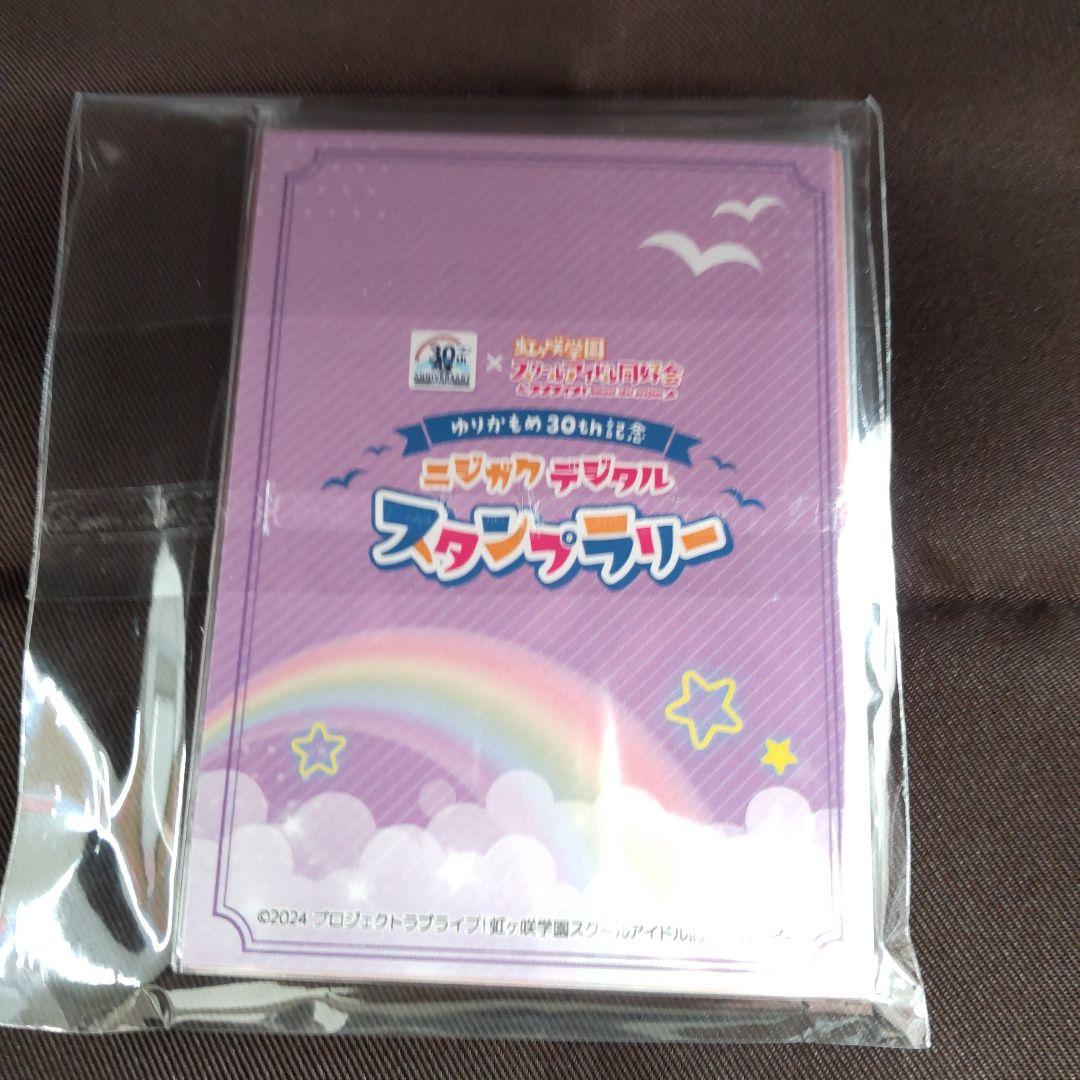 30th
ANNIVERSARY
×
虹ヶ咲学園
スクールアイドル同好会
ゆりかもめ30th記念
ニジガク デジタル
スタンプラリー
©2024 プロジェクトラブライブ!虹ヶ咲学園スクールアイドル